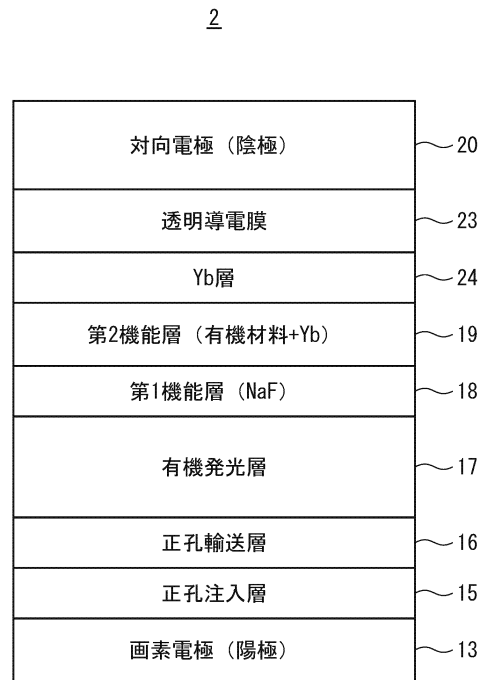 2
対向電極（陰極） 20
透明導電膜 23
Yb層 24
第2機能層（有機材料+Yb） 19
第1機能層（NaF） 18
有機発光層 17
正孔輸送層 16
正孔注入層 15
画素電極（陽極） 13